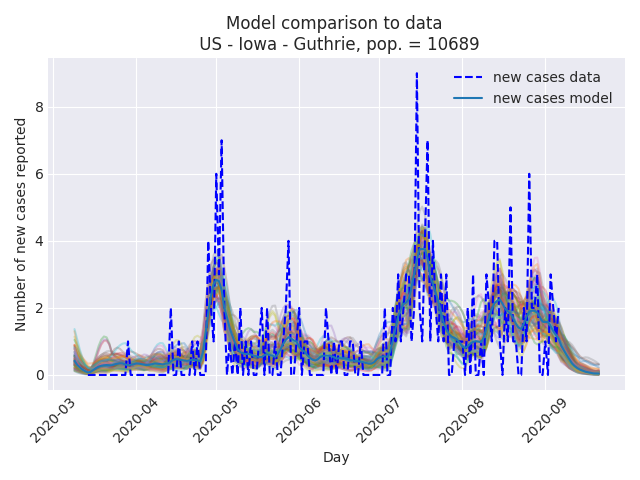 Model comparison to data
US - Iowa - Guthrie, pop. = 10689
new cases data
new cases model
Number of new cases reported
8
6
4
2
0
2020-03
2020-04
2020-05
2020-06
2020-07
2020-08
2020-09
Day